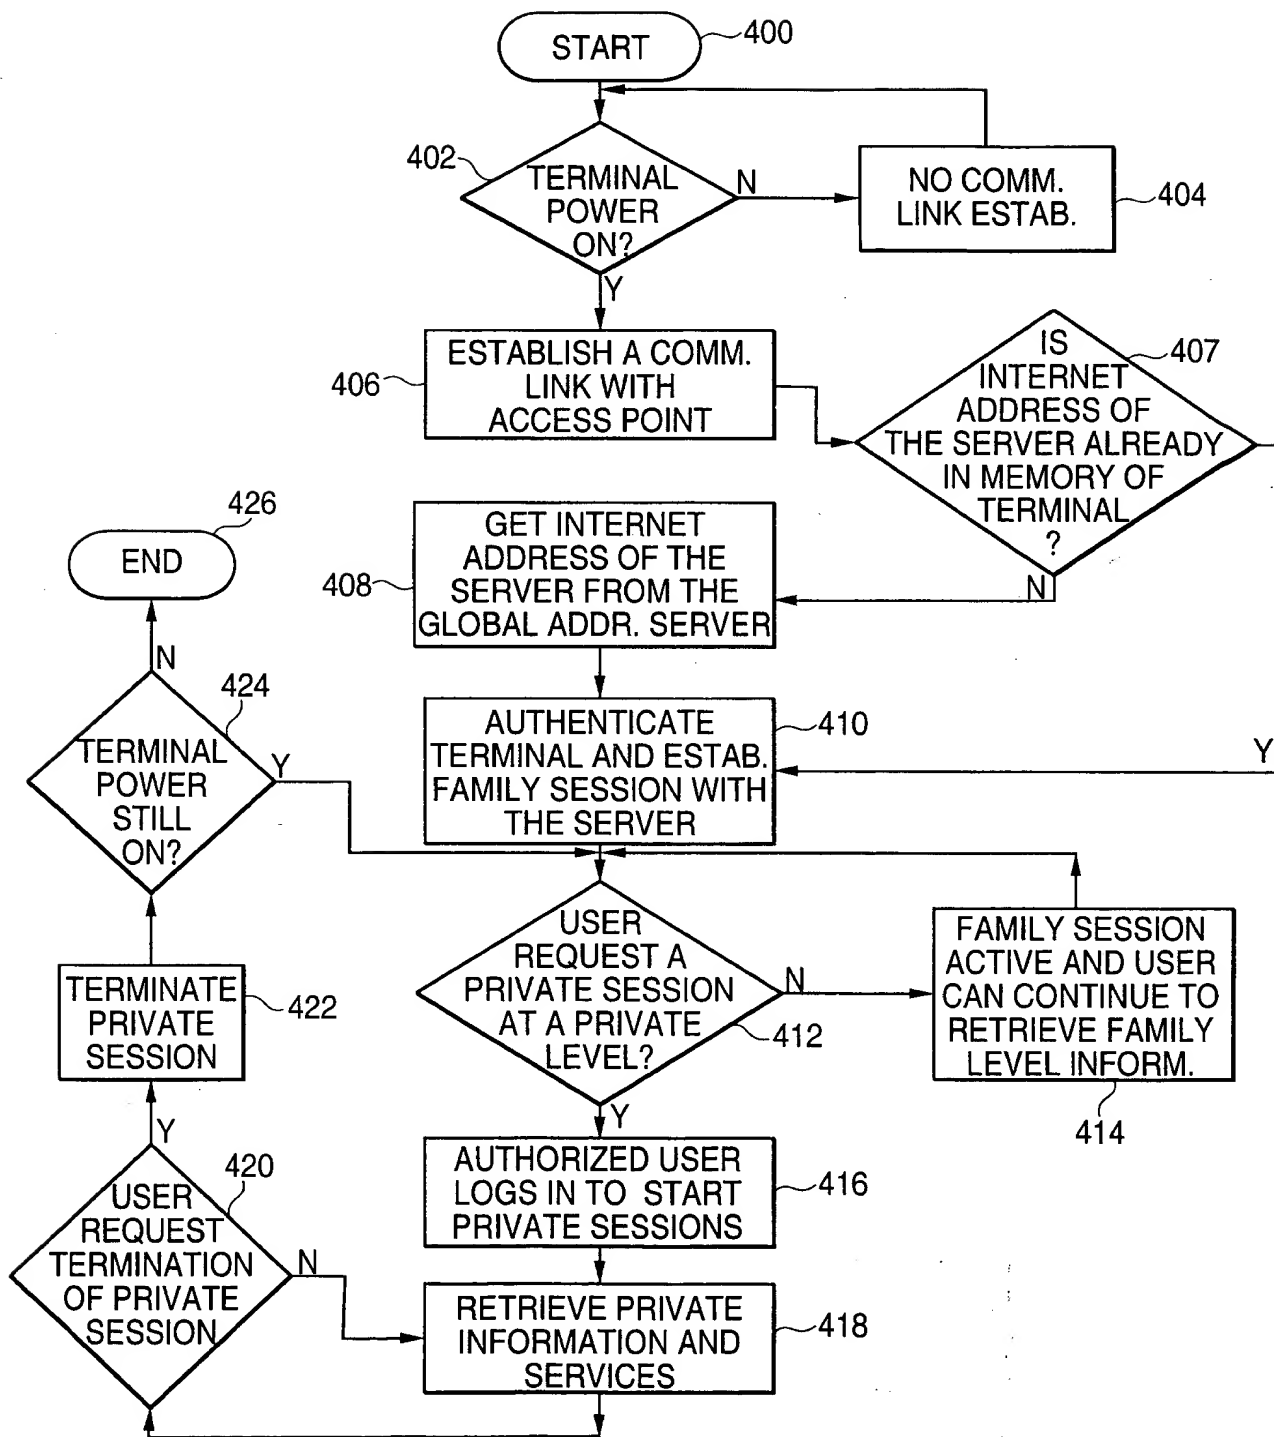 START
400
402
TERMINAL
POWER
ON?
N
NO COMM.
LINK ESTAB.
404
Y
ESTABLISH A COMM.
LINK WITH
ACCESS POINT
406
IS
INTERNET
ADDRESS OF
THE SERVER ALREADY
IN MEMORY OF
TERMINAL
?
407
N
GET INTERNET
ADDRESS OF THE
SERVER FROM THE
GLOBAL ADDR. SERVER
408
426
END
N
424
TERMINAL
POWER
STILL
ON?
Y
AUTHENTICATE
TERMINAL AND ESTAB.
FAMILY SESSION WITH
THE SERVER
410
Y
USER
REQUEST A
PRIVATE SESSION
AT A PRIVATE
LEVEL?
412
N
FAMILY SESSION
ACTIVE AND USER
CAN CONTINUE TO
RETRIEVE FAMILY
LEVEL INFORM.
414
TERMINATE
PRIVATE
SESSION
422
Y
Y
AUTHORIZED USER
LOGS IN TO START
PRIVATE SESSIONS
416
420
USER
REQUEST
TERMINATION
OF PRIVATE
SESSION
N
RETRIEVE PRIVATE
INFORMATION AND
SERVICES
418